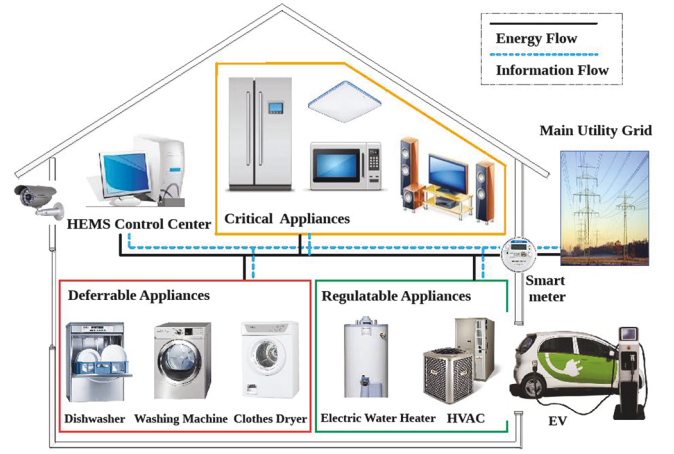 Energy Flow
Information Flow
Main Utility Grid
HEMS Control Center
Critical Appliances
Smart
meter
Deferrable Appliances
Regulatable Appliances
Dishwasher
Washing Machine
Clothes Dryer
Electric Water Heater
HVAC
EV